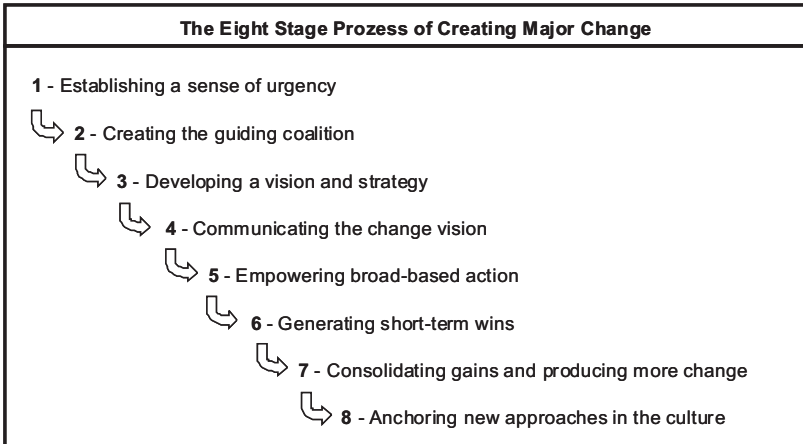 The Eight Stage Prozess of Creating Major Change
1 - Establishing a sense of urgency
2 - Creating the guiding coalition
3 - Developing a vision and strategy
4 - Communicating the change vision
5 - Empowering broad-based action
6 - Generating short-term wins
7 - Consolidating gains and producing more change
8 - Anchoring new approaches in the culture